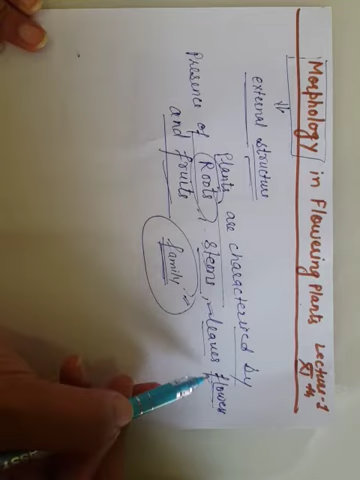 Morphology in Flowering Plants Lecture-1
XI th
external structure
Plants are characterized by
Presence of Roots, stems, leaves flower
and fruits
family